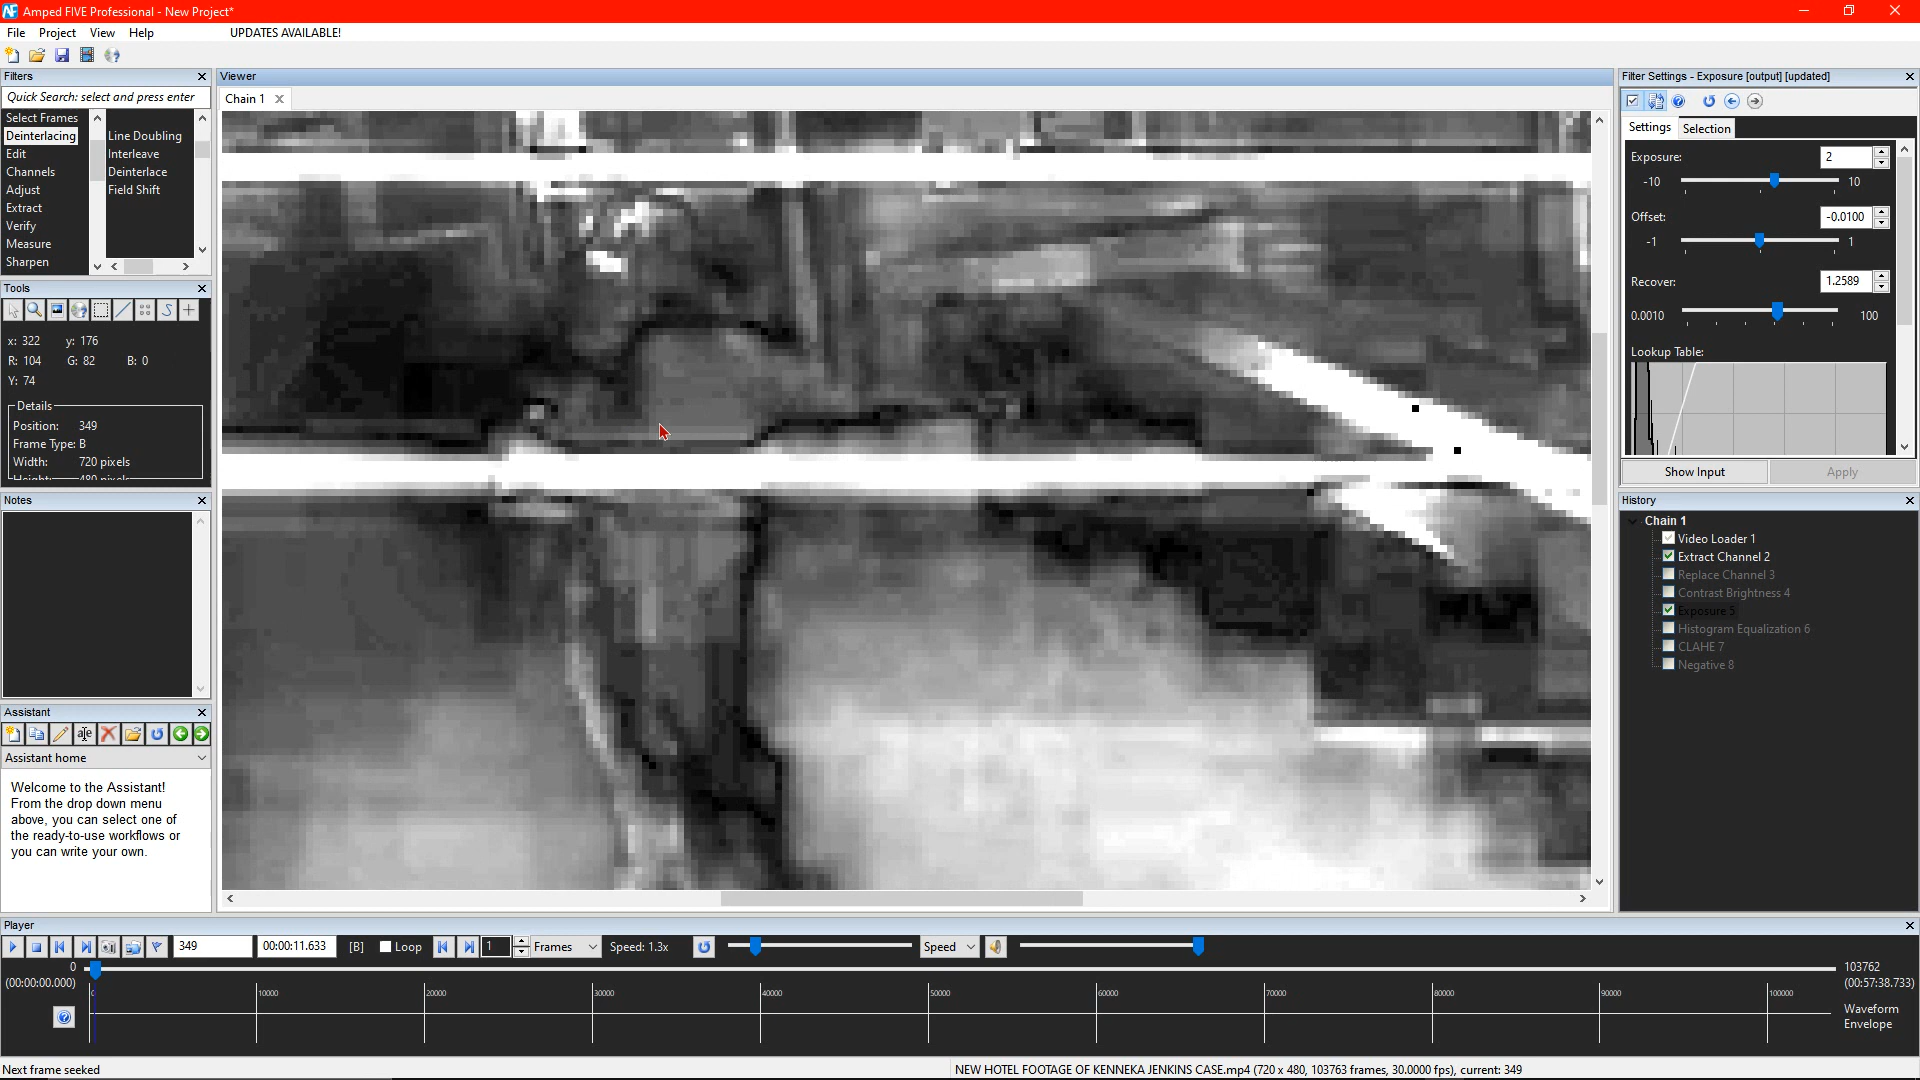 Amped FIVE Professional - New Project*
File Project View Help UPDATES AVAILABLE!
Filters
Quick Search: select and press enter
Select Frames
Deinterlacing
Edit
Channels
Adjust
Extract
Verify
Measure
Sharpen
Line Doubling
Interleave
Deinterlace
Field Shift
Tools
x: 322 y: 176
R: 104 G: 82 B: 0
Y: 74
Details
Position: 349
Frame Type: B
Width: 720 pixels
Height: 480 pixels
Notes
Assistant
Assistant home
Welcome to the Assistant!
From the drop down menu
above, you can select one of
the ready-to-use workflows or
you can write your own.
Viewer
Chain 1
Filter Settings - Exposure [output] [updated]
Settings Selection
Exposure: 2
-10 10
Offset: -0.0100
-1 1
Recover: 1.2589
0.0010 100
Lookup Table:
Show Input Apply
History
Chain 1
Video Loader 1
Extract Channel 2
Replace Channel 3
Contrast Brightness 4
Exposure 5
Histogram Equalization 6
CLAHE 7
Negative 8
Player
349 00:00:11.633 [B] Loop 1 Frames Speed: 1.3x Speed
0 103762
(00:00:00.000) (00:57:38.733)
10000 20000 30000 40000 50000 60000 70000 80000 90000 100000
Waveform
Envelope
Next frame seeked
NEW HOTEL FOOTAGE OF KENNEKA JENKINS CASE.mp4 (720 x 480, 103763 frames, 30.0000 fps), current: 349